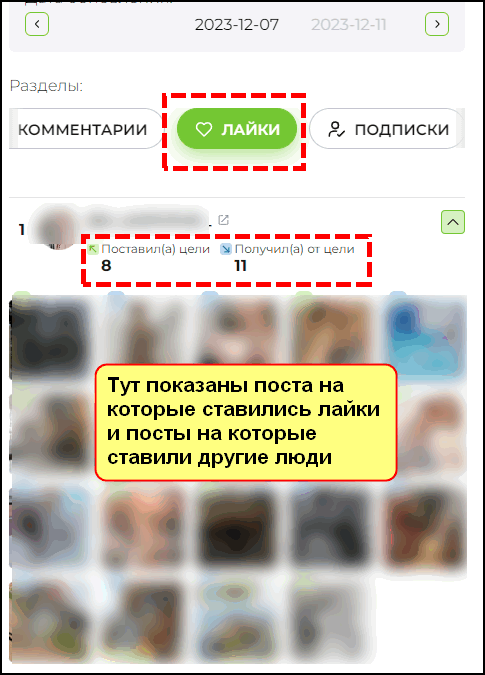 2023-12-07 2023-12-11
Разделы:
КОММЕНТАРИИ ЛАЙКИ ПОДПИСКИ
1
Поставил(а) цели Получил(а) от цели
8 11
Тут показаны поста на
которые ставились лайки
и посты на которые
ставили другие люди